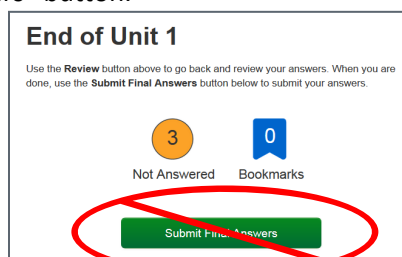 End of Unit 1
Use the Review button above to go back and review your answers. When you are
done, use the Submit Final Answers button below to submit your answers.
3
0
Not Answered
Bookmarks
Submit Final Answers